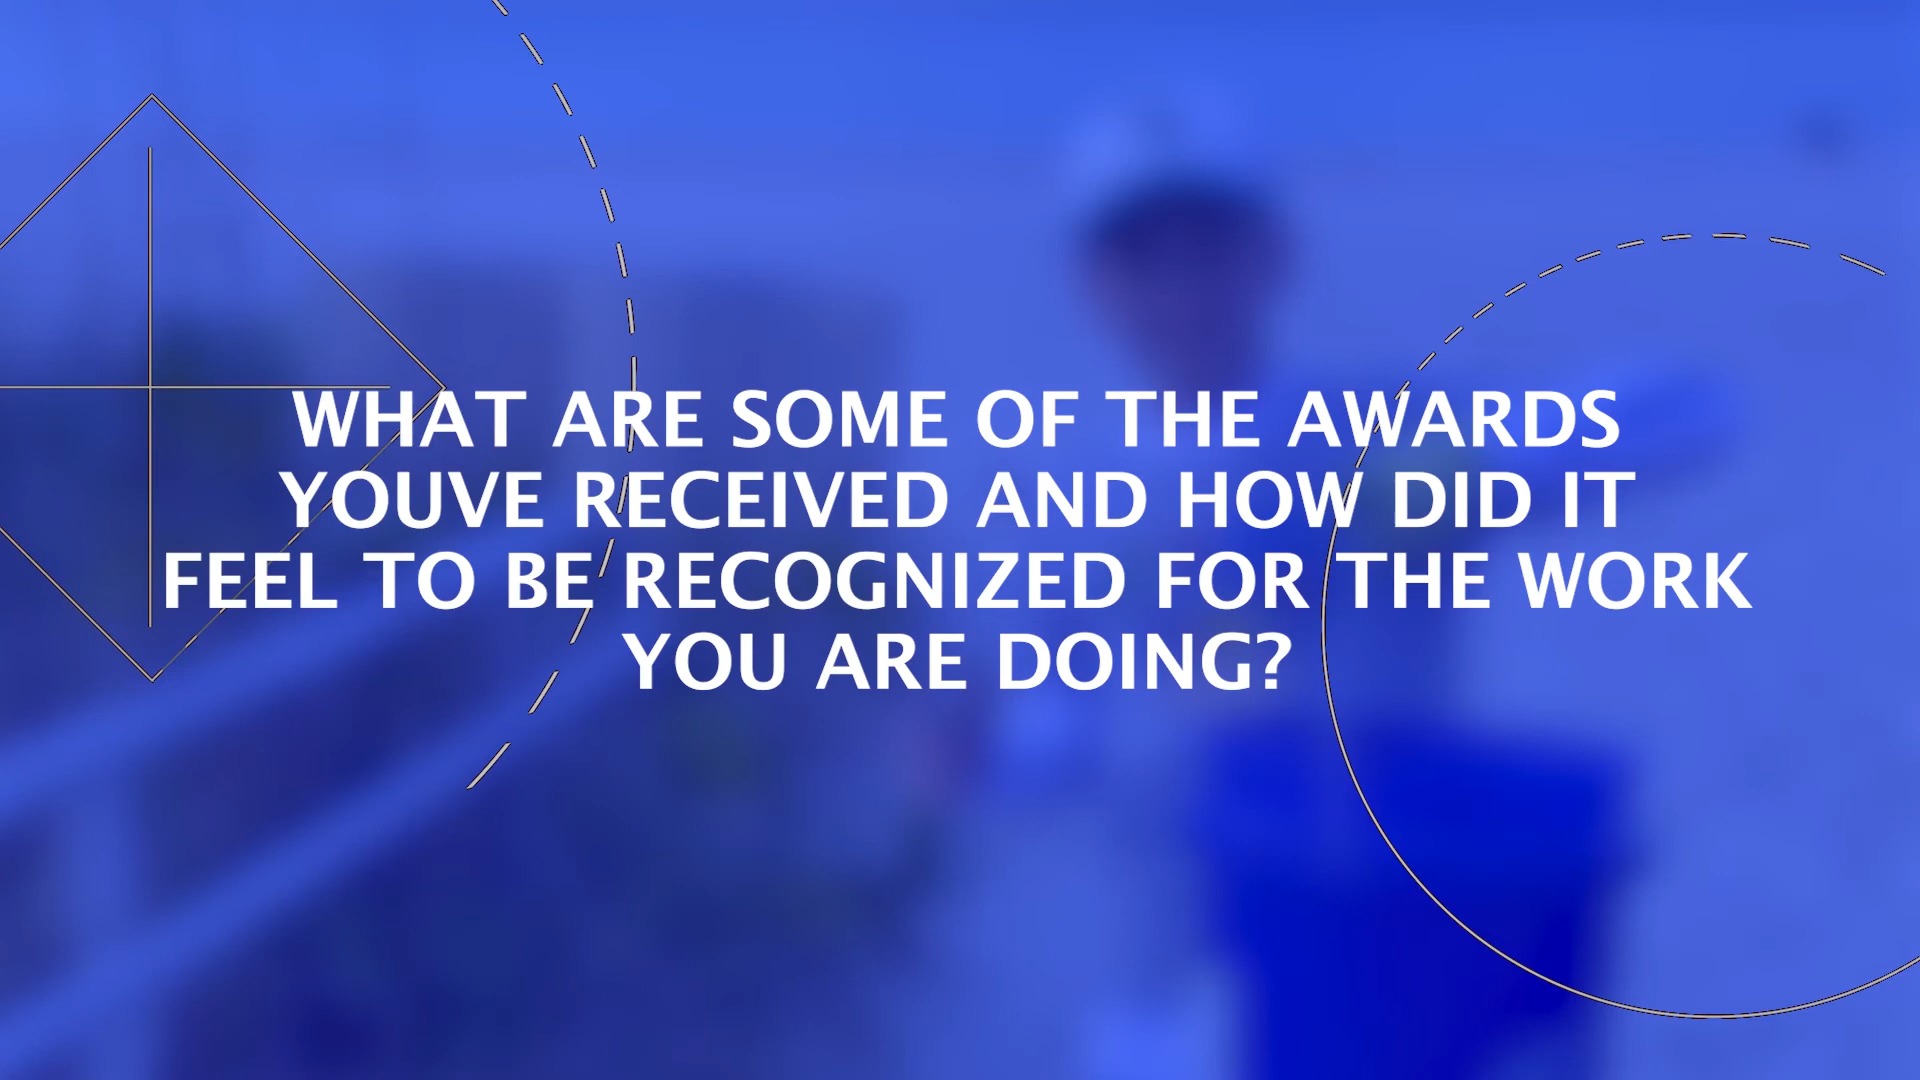 WHAT ARE SOME OF THE AWARDS
YOUVE RECEIVED AND HOW DID IT
FEEL TO BE RECOGNIZED FOR THE WORK
YOU ARE DOING?